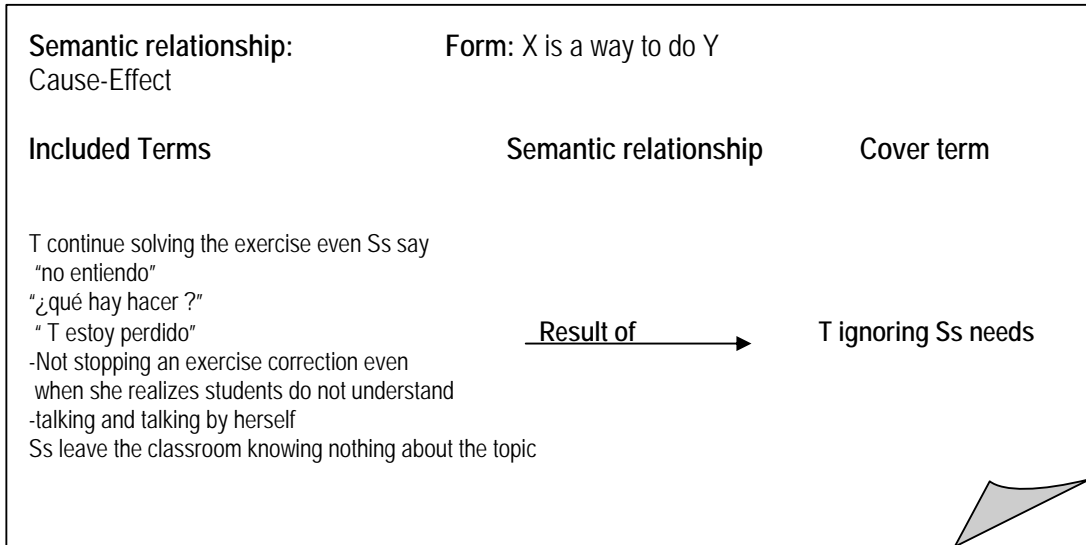 Semantic relationship: Form: X is a way to do Y
Cause-Effect
Included Terms Semantic relationship Cover term
T continue solving the exercise even Ss say
"no entiendo"
"¿qué hay hacer ?"
" T estoy perdido"
Result of T ignoring Ss needs
-Not stopping an exercise correction even
when she realizes students do not understand
-talking and talking by herself
Ss leave the classroom knowing nothing about the topic